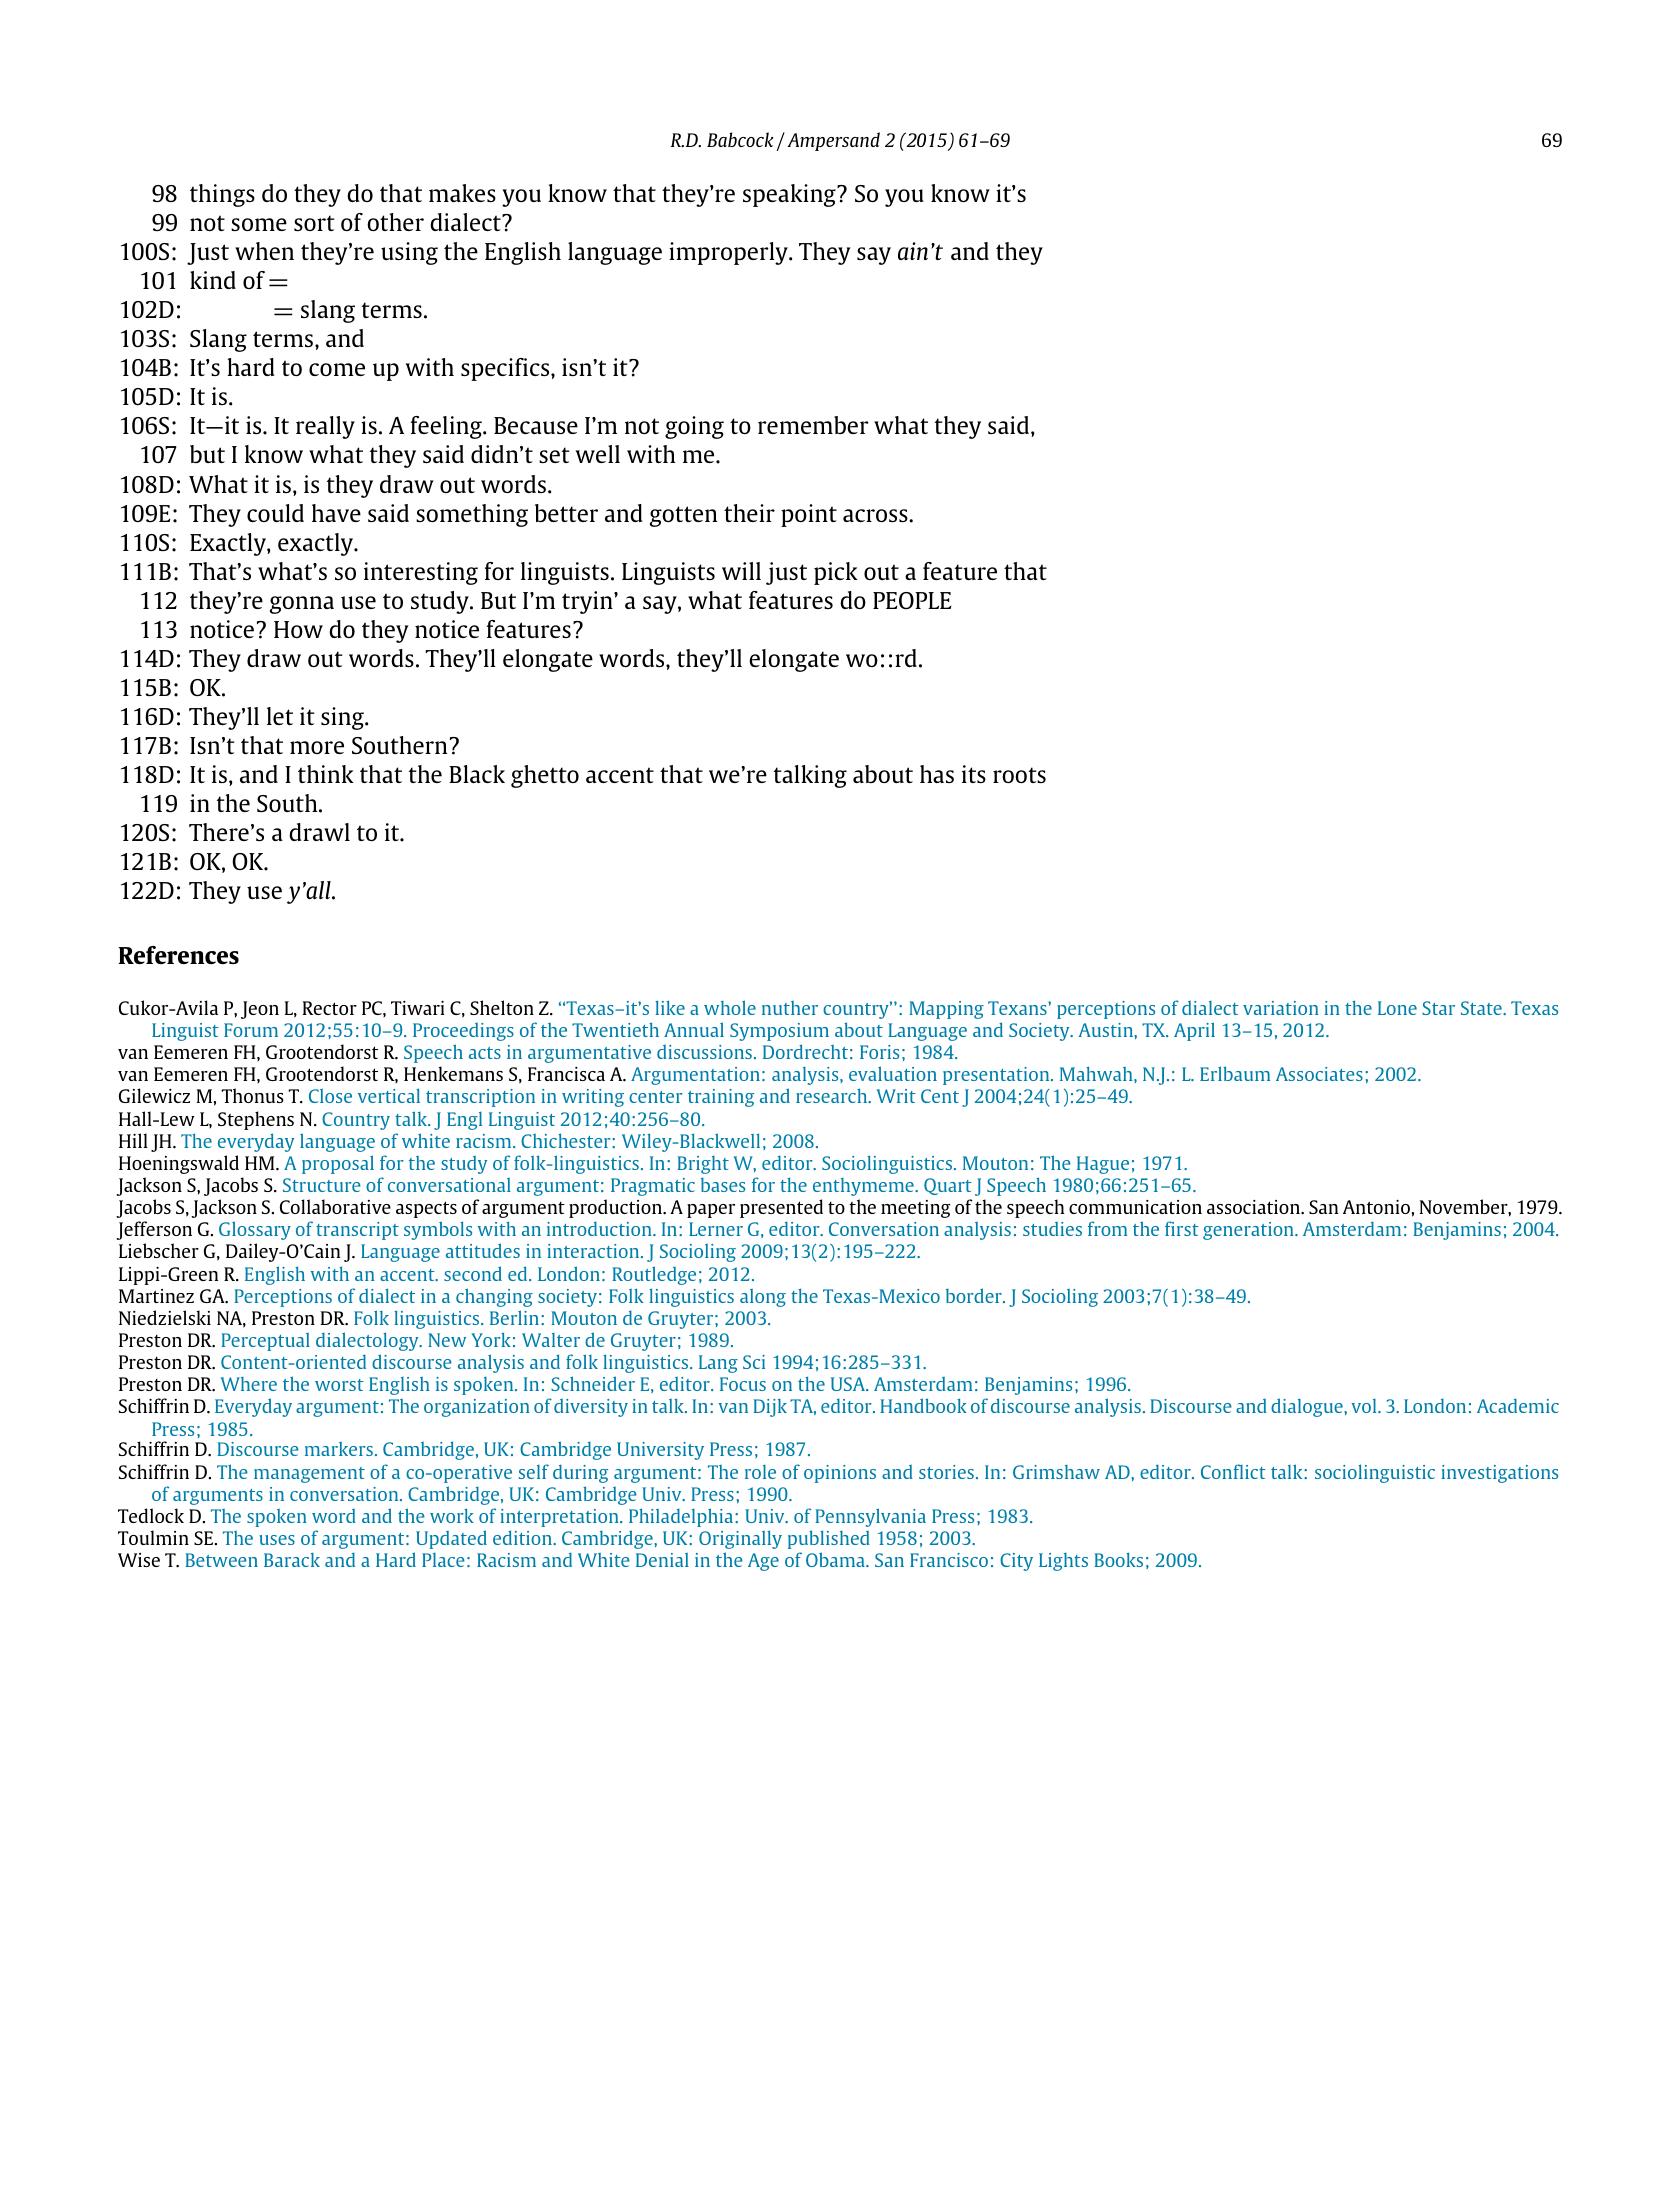 R.D. Babcock / Ampersand 2 (2015) 61–69
69
98 things do they do that makes you know that they’re speaking? So you know it’s
99 not some sort of other dialect?
100S: Just when they’re using the English language improperly. They say ain’t and they
101 kind of =
102D: = slang terms.
103S: Slang terms, and
104B: It’s hard to come up with specifics, isn’t it?
105D: It is.
106S: It—it is. It really is. A feeling. Because I’m not going to remember what they said,
107 but I know what they said didn’t set well with me.
108D: What it is, is they draw out words.
109E: They could have said something better and gotten their point across.
110S: Exactly, exactly.
111B: That’s what’s so interesting for linguists. Linguists will just pick out a feature that
112 they’re gonna use to study. But I’m tryin’ a say, what features do PEOPLE
113 notice? How do they notice features?
114D: They draw out words. They’ll elongate words, they’ll elongate wo::rd.
115B: OK.
116D: They’ll let it sing.
117B: Isn’t that more Southern?
118D: It is, and I think that the Black ghetto accent that we’re talking about has its roots
119 in the South.
120S: There’s a drawl to it.
121B: OK, OK.
122D: They use y’all.
References
Cukor-Avila P, Jeon L, Rector PC, Tiwari C, Shelton Z. ‘‘Texas–it’s like a whole nuther country’’: Mapping Texans’ perceptions of dialect variation in the Lone Star State. Texas
Linguist Forum 2012;55:10–9. Proceedings of the Twentieth Annual Symposium about Language and Society. Austin, TX. April 13–15, 2012.
van Eemeren FH, Grootendorst R. Speech acts in argumentative discussions. Dordrecht: Foris; 1984.
van Eemeren FH, Grootendorst R, Henkemans S, Francisca A. Argumentation: analysis, evaluation presentation. Mahwah, N.J.: L. Erlbaum Associates; 2002.
Gilewicz M, Thonus T. Close vertical transcription in writing center training and research. Writ Cent J 2004;24(1):25–49.
Hall-Lew L, Stephens N. Country talk. J Engl Linguist 2012;40:256–80.
Hill JH. The everyday language of white racism. Chichester: Wiley-Blackwell; 2008.
Hoeningswald HM. A proposal for the study of folk-linguistics. In: Bright W, editor. Sociolinguistics. Mouton: The Hague; 1971.
Jackson S, Jacobs S. Structure of conversational argument: Pragmatic bases for the enthymeme. Quart J Speech 1980;66:251–65.
Jacobs S, Jackson S. Collaborative aspects of argument production. A paper presented to the meeting of the speech communication association. San Antonio, November, 1979.
Jefferson G. Glossary of transcript symbols with an introduction. In: Lerner G, editor. Conversation analysis: studies from the first generation. Amsterdam: Benjamins; 2004.
Liebscher G, Dailey-O’Cain J. Language attitudes in interaction. J Socioling 2009;13(2):195–222.
Lippi-Green R. English with an accent. second ed. London: Routledge; 2012.
Martinez GA. Perceptions of dialect in a changing society: Folk linguistics along the Texas-Mexico border. J Socioling 2003;7(1):38–49.
Niedzielski NA, Preston DR. Folk linguistics. Berlin: Mouton de Gruyter; 2003.
Preston DR. Perceptual dialectology. New York: Walter de Gruyter; 1989.
Preston DR. Content-oriented discourse analysis and folk linguistics. Lang Sci 1994;16:285–331.
Preston DR. Where the worst English is spoken. In: Schneider E, editor. Focus on the USA. Amsterdam: Benjamins; 1996.
Schiffrin D. Everyday argument: The organization of diversity in talk. In: van Dijk TA, editor. Handbook of discourse analysis. Discourse and dialogue, vol. 3. London: Academic
Press; 1985.
Schiffrin D. Discourse markers. Cambridge, UK: Cambridge University Press; 1987.
Schiffrin D. The management of a co-operative self during argument: The role of opinions and stories. In: Grimshaw AD, editor. Conflict talk: sociolinguistic investigations
of arguments in conversation. Cambridge, UK: Cambridge Univ. Press; 1990.
Tedlock D. The spoken word and the work of interpretation. Philadelphia: Univ. of Pennsylvania Press; 1983.
Toulmin SE. The uses of argument: Updated edition. Cambridge, UK: Originally published 1958; 2003.
Wise T. Between Barack and a Hard Place: Racism and White Denial in the Age of Obama. San Francisco: City Lights Books; 2009.